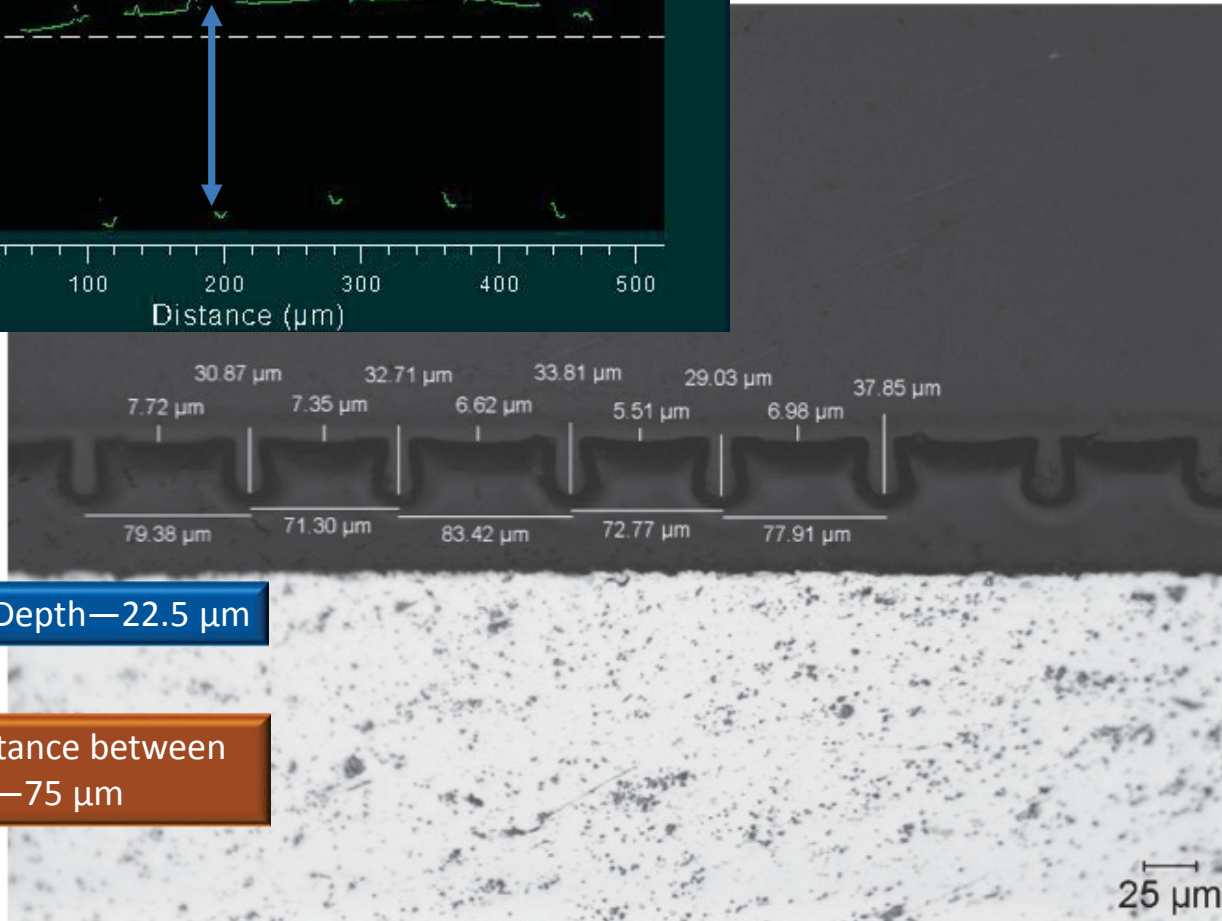 100 200 300 400 500
Distance (µm)
30.87 µm 32.71 µm 33.81 µm 29.03 µm 37.85 µm
7.72 µm 7.35 µm 6.62 µm 5.51 µm 6.98 µm
79.38 µm 71.30 µm 83.42 µm 72.77 µm 77.91 µm
Depth—22.5 µm
between
—75 µm
25 µm